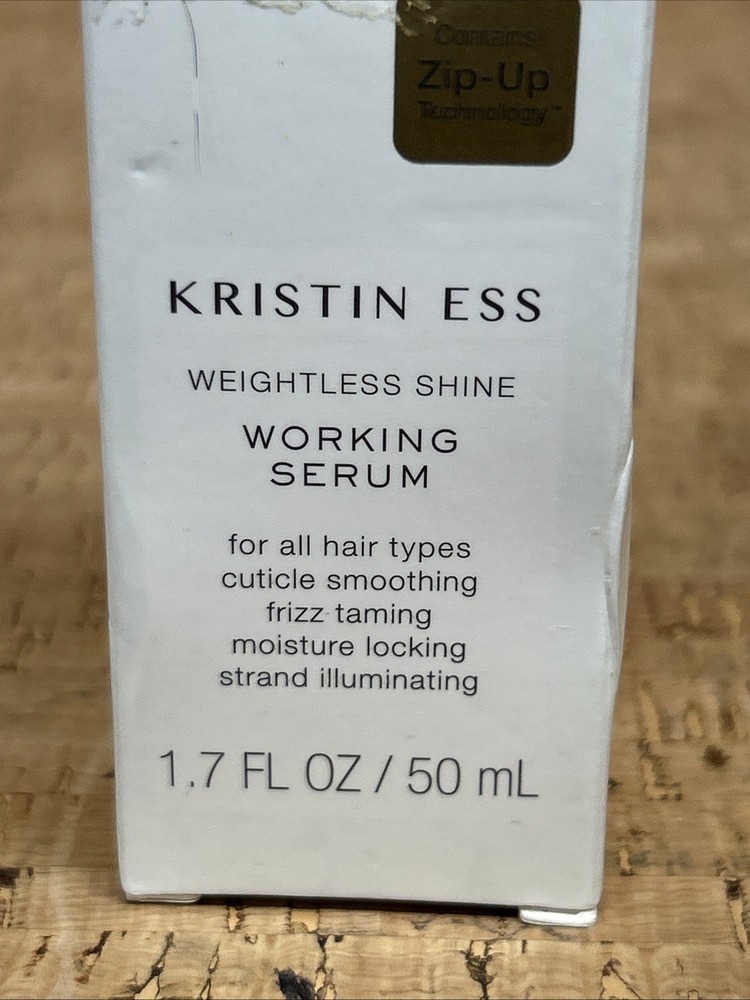 Contains
Zip-Up
Technology™
KRISTIN ESS
WEIGHTLESS SHINE
WORKING
SERUM
for all hair types
cuticle smoothing
frizz taming
moisture locking
strand illuminating
1.7 FL OZ / 50 mL